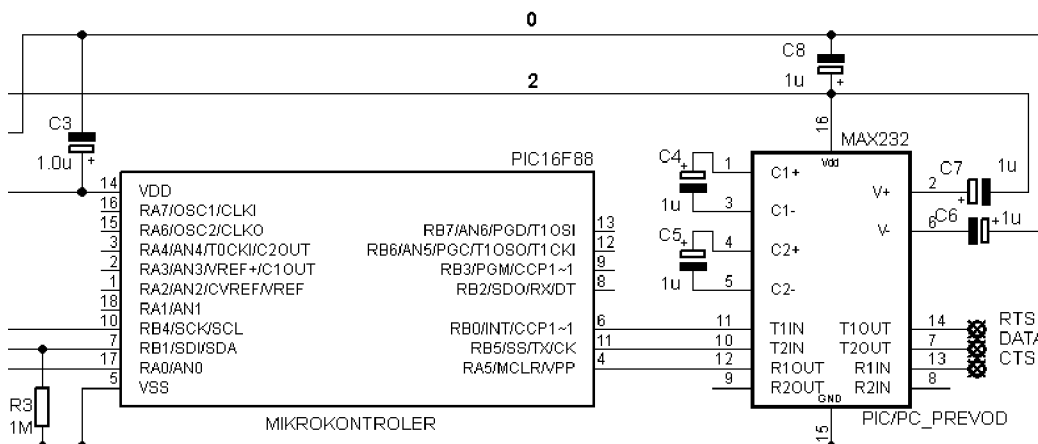 0
C8
1u
2
C3
1.0u
16
MAX232
PIC16F88
Vdd
C4
1
C1+
C7
1u
14
VDD
V+
2
16
RA7/OSC1/CLKI
1u
3
C1-
C6
15
RA6/OSC2/CLKO
RB7/AN6/PGD/T1OSI
13
V-
6
1u
3
RA4/AN4/T0CKI/C2OUT
RB6/AN5/PGC/T1OSO/T1CKI
12
C5
4
C2+
2
RA3/AN3/VREF+/C1OUT
RB3/PGM/CCP1~1
9
1
RA2/AN2/CVREF/VREF
RB2/SDO/RX/DT
8
1u
5
C2-
18
RA1/AN1
10
RB4/SCK/SCL
RB0/INT/CCP1~1
6
11
T1IN
T1OUT
14
RTS
7
RB1/SDI/SDA
RB5/SS/TX/CK
11
10
T2IN
T2OUT
7
DATA
17
RA0/AN0
RA5/MCLR/VPP
4
12
R1OUT
R1IN
13
CTS
5
VSS
9
R2OUT
R2IN
8
R3
1M
GND
MIKROKONTROLER
15
PIC/PC_PREVOD